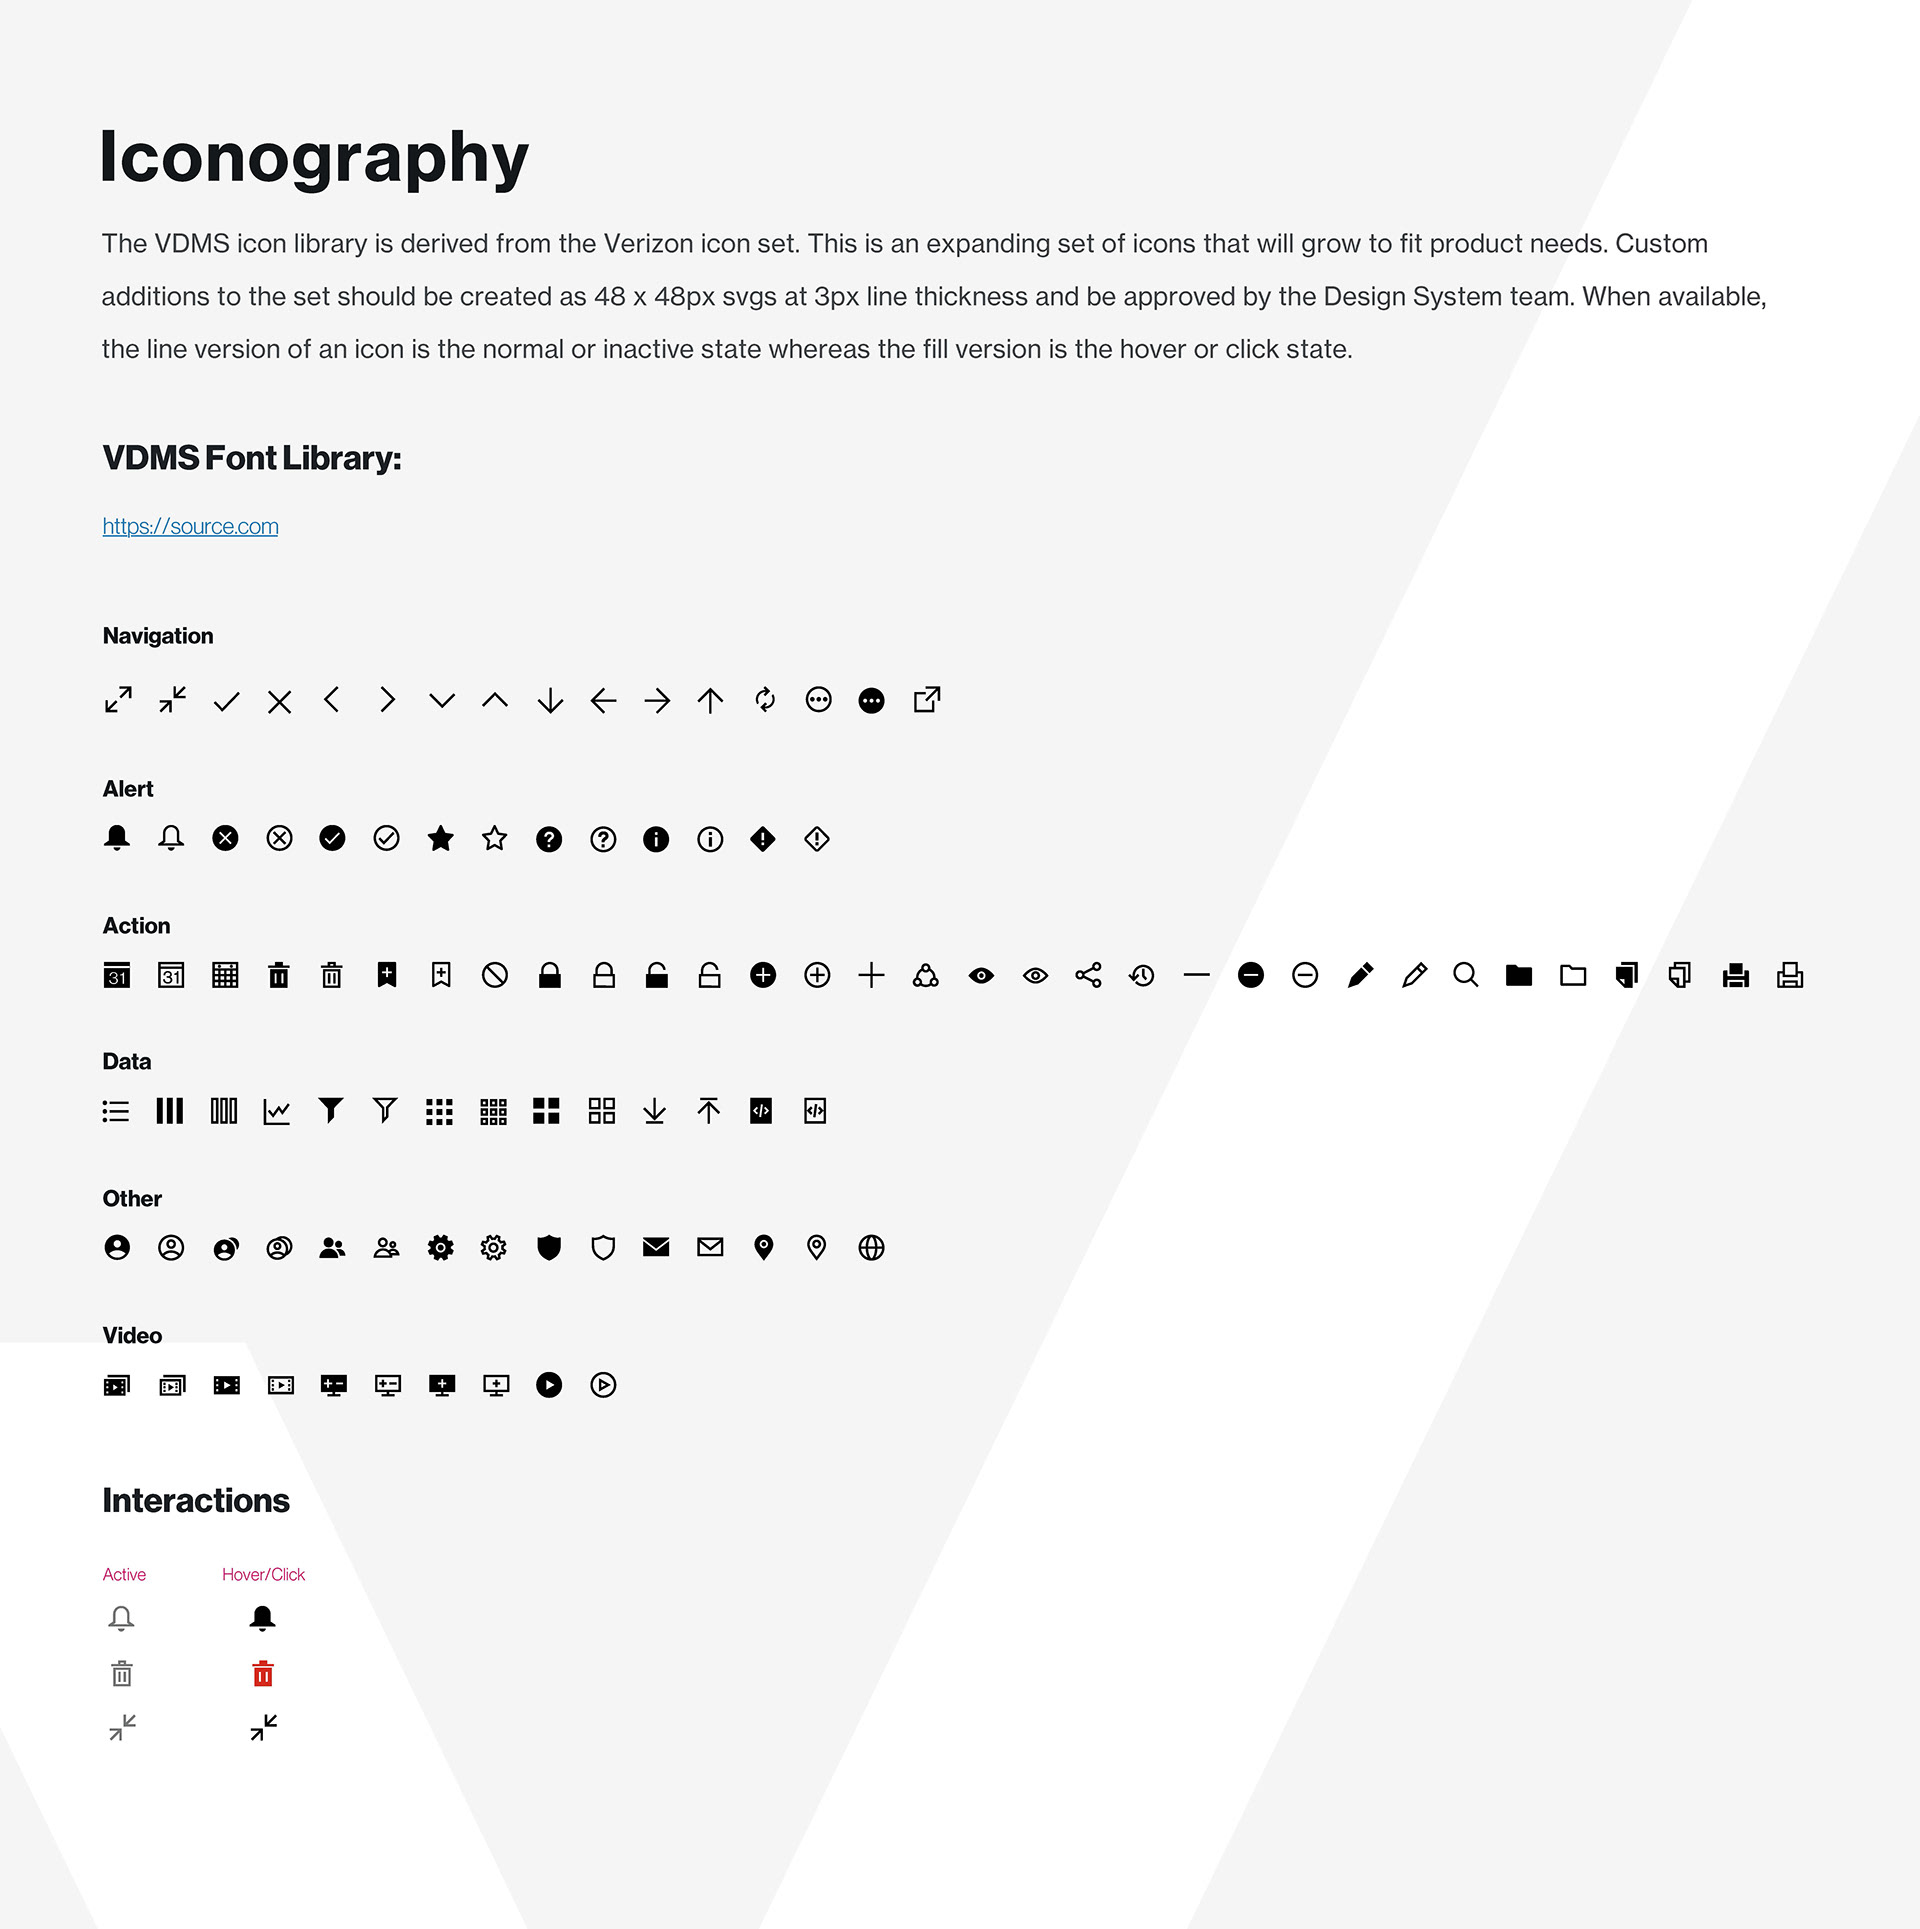 Iconography
The VDMS icon library is derived from the Verizon icon set. This is an expanding set of icons that will grow to fit product needs. Custom
additions to the set should be created as 48 x 48px svgs at 3px line thickness and be approved by the Design System team. When available,
the line version of an icon is the normal or inactive state whereas the fill version is the hover or click state.
VDMS Font Library:
https://source.com
Navigation
Alert
Action
31 31
Data
Other
Video
Interactions
Active Hover/Click